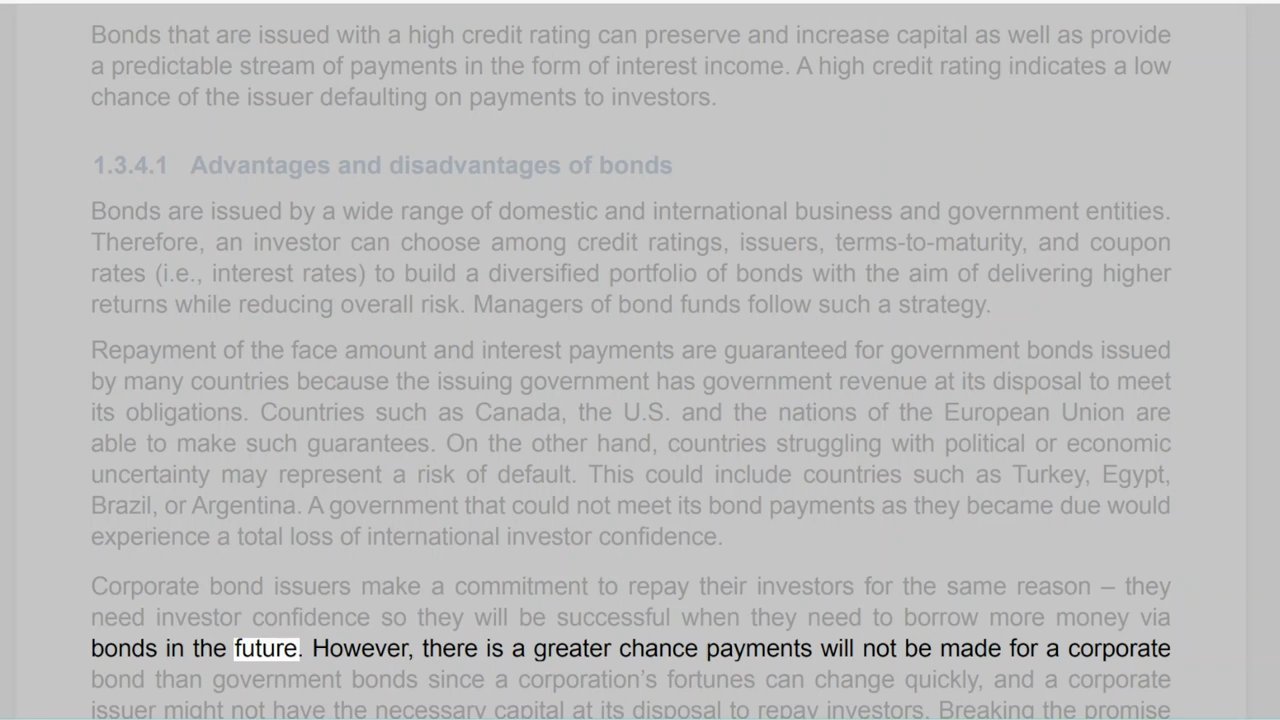 Bonds that are issued with a high credit rating can preserve and increase capital as well as provide
a predictable stream of payments in the form of interest income. A high credit rating indicates a low
chance of the issuer defaulting on payments to investors.
1.3.4.1 Advantages and disadvantages of bonds
Bonds are issued by a wide range of domestic and international business and government entities.
Therefore, an investor can choose among credit ratings, issuers, terms-to-maturity, and coupon
rates (i.e., interest rates) to build a diversified portfolio of bonds with the aim of delivering higher
returns while reducing overall risk. Managers of bond funds follow such a strategy.
Repayment of the face amount and interest payments are guaranteed for government bonds issued
by many countries because the issuing government has government revenue at its disposal to meet
its obligations. Countries such as Canada, the U.S. and the nations of the European Union are
able to make such guarantees. On the other hand, countries struggling with political or economic
uncertainty may represent a risk of default. This could include countries such as Turkey, Egypt,
Brazil, or Argentina. A government that could not meet its bond payments as they became due would
experience a total loss of international investor confidence.
Corporate bond issuers make a commitment to repay their investors for the same reason – they
need investor confidence so they will be successful when they need to borrow more money via
bonds in the future. However, there is a greater chance payments will not be made for a corporate
bond than government bonds since a corporation's fortunes can change quickly, and a corporate
issuer might not have the necessary capital at its disposal to repay investors. Breaking the promise